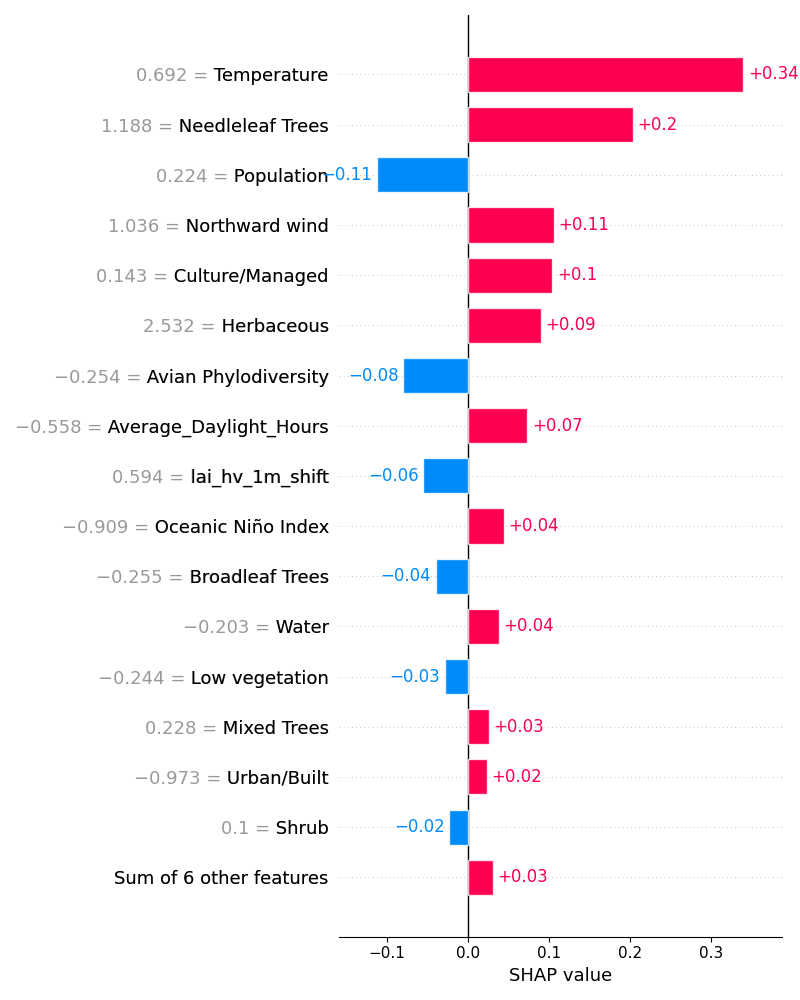 0.692 = Temperature +0.34
1.188 = Needleleaf Trees +0.2
0.224 = Population −0.11
1.036 = Northward wind +0.11
0.143 = Culture/Managed +0.1
2.532 = Herbaceous +0.09
−0.254 = Avian Phylodiversity −0.08
−0.558 = Average_Daylight_Hours +0.07
0.594 = lai_hv_1m_shift −0.06
−0.909 = Oceanic Niño Index +0.04
−0.255 = Broadleaf Trees −0.04
−0.203 = Water +0.04
−0.244 = Low vegetation −0.03
0.228 = Mixed Trees +0.03
−0.973 = Urban/Built +0.02
0.1 = Shrub −0.02
Sum of 6 other features +0.03
−0.1 0.0 0.1 0.2 0.3
SHAP value